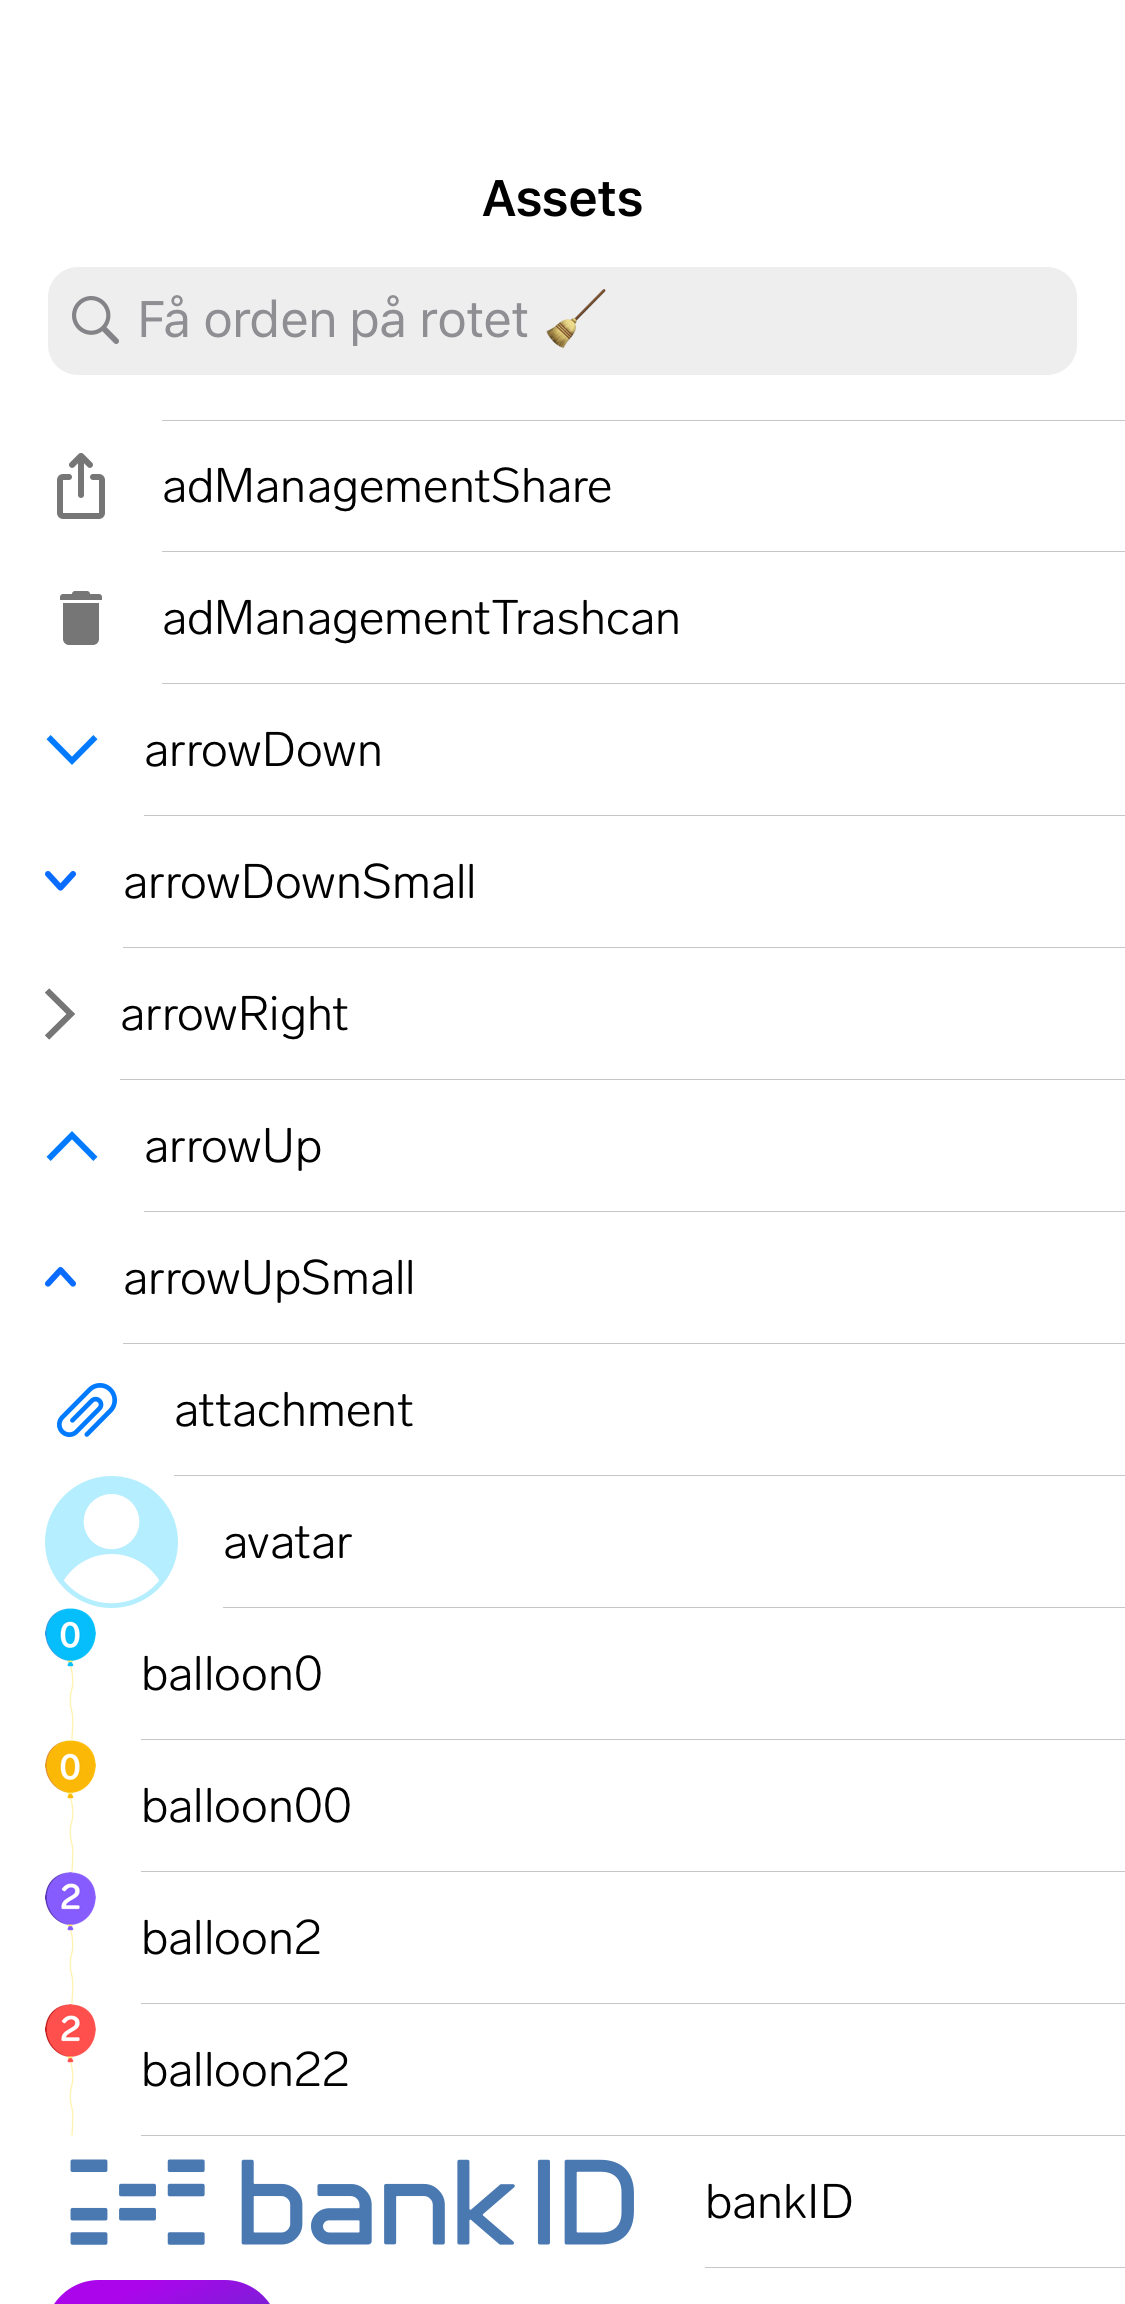 Assets
Få orden på rotet 🧹
adManagementShare
adManagementTrashcan
arrowDown
arrowDownSmall
arrowRight
arrowUp
arrowUpSmall
attachment
avatar
0
balloon0
0
balloon00
2
balloon2
2
balloon22
bankID bankID